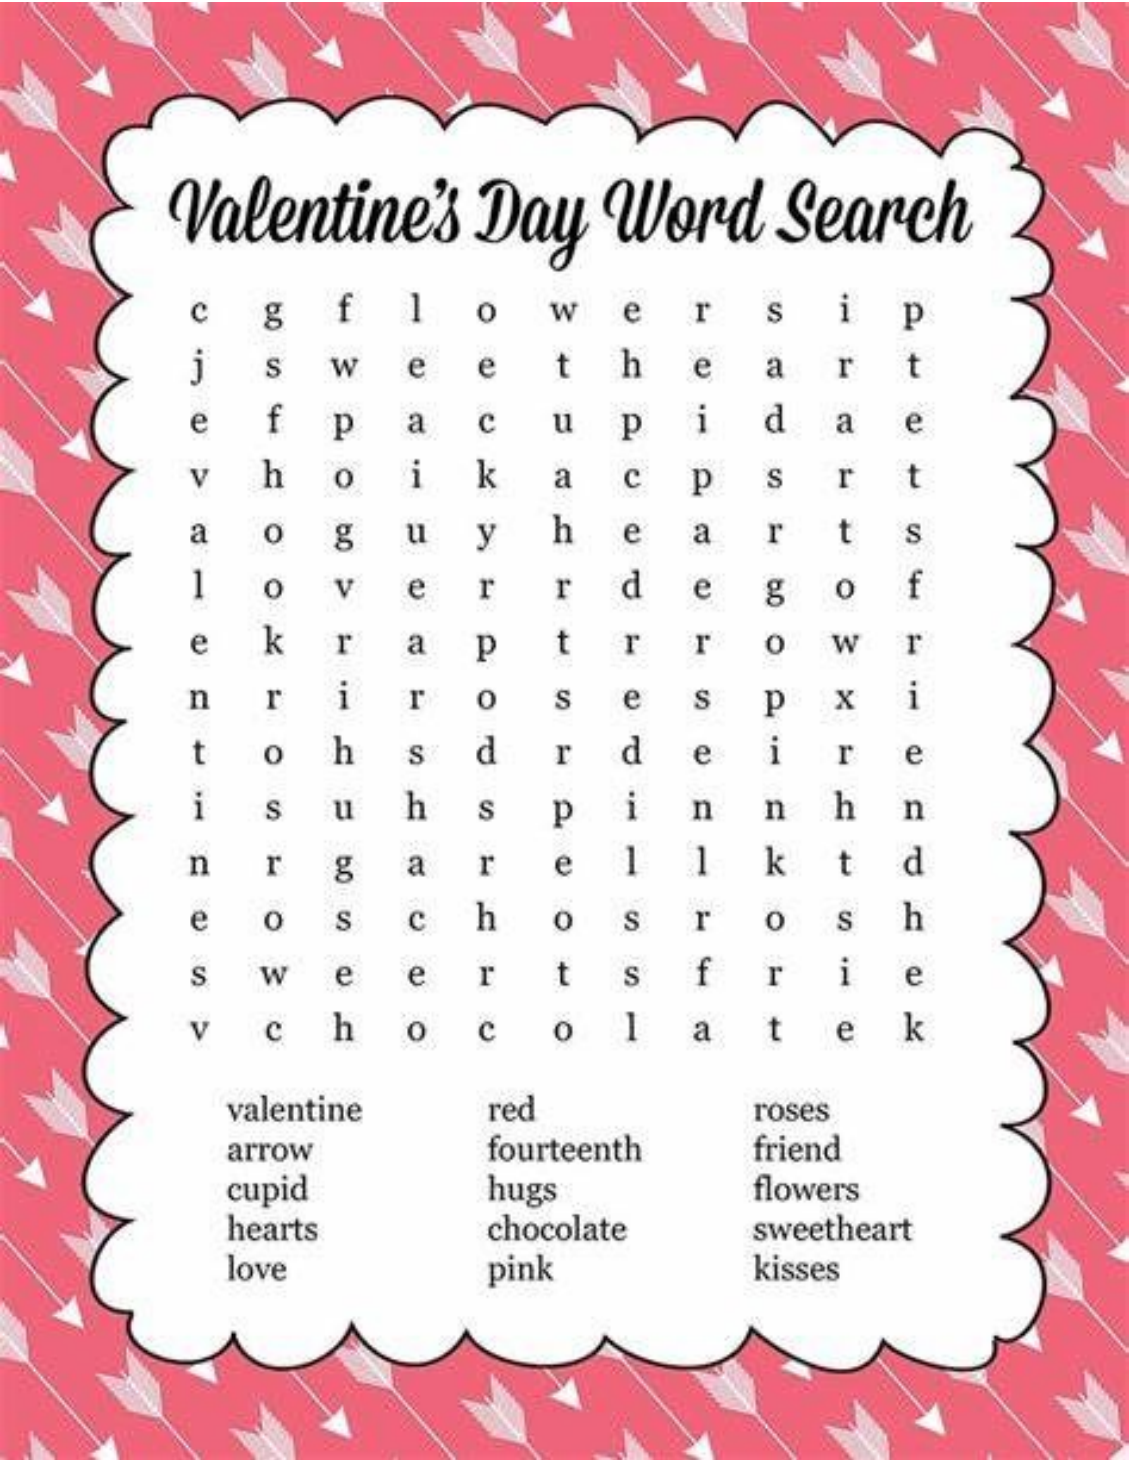 Valentine's Day Word Search
c g f l o w e r s i p
j s w e e t h e a r t
e f p a c u p i d a e
v h o i k a c p s r t
a o g u y h e a r t s
l o v e r r d e g o f
e k r a p t r r o w r
n r i r o s e s p x i
t o h s d r d e i r e
i s u h s p i n n h n
n r g a r e l l k t d
e o s c h o s r o s h
s w e e r t s f r i e
v c h o c o l a t e k
valentine red roses
arrow fourteenth friend
cupid hugs flowers
hearts chocolate sweetheart
love pink kisses